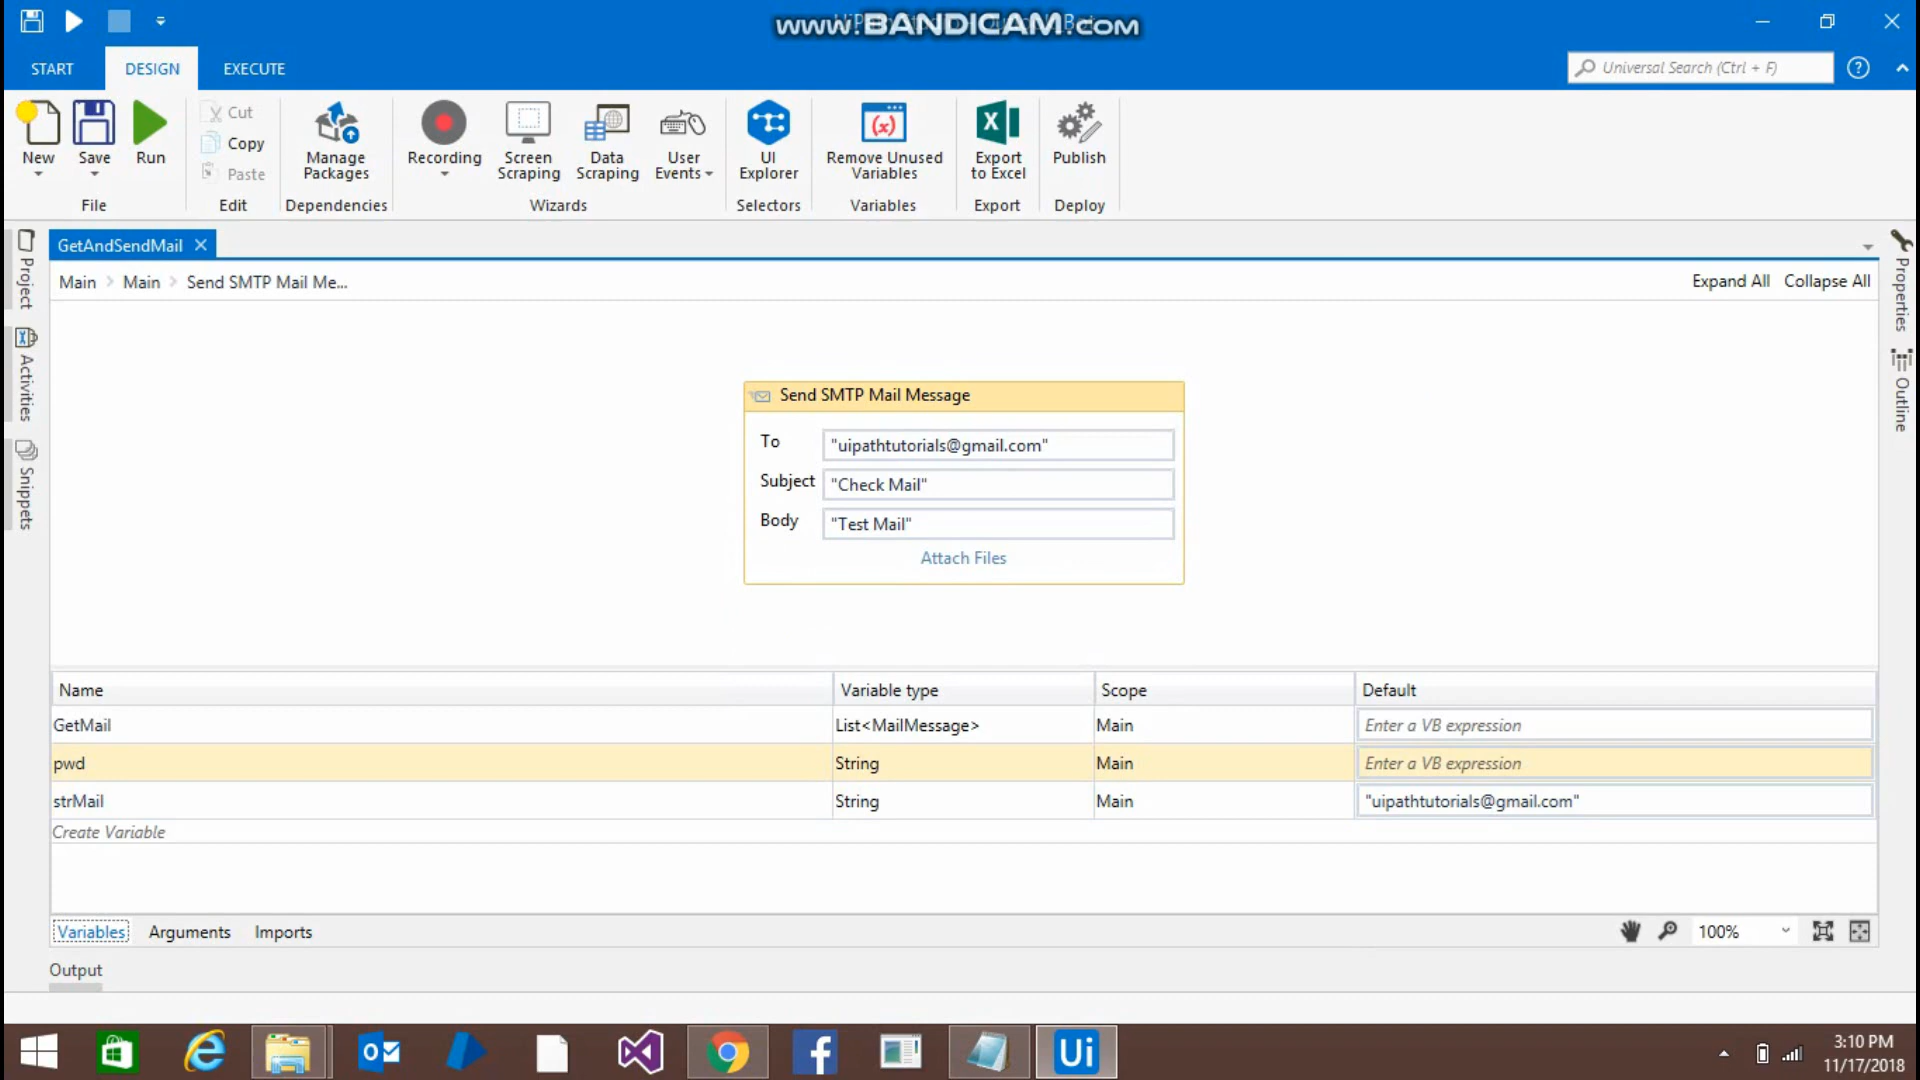 www.BANDICAM.com
START DESIGN EXECUTE
Universal Search (Ctrl + F)
New
Save
Run
File
Cut
Copy
Paste
Edit
Manage Packages
Dependencies
Recording
Screen Scraping
Data Scraping
User Events
Wizards
UI Explorer
Selectors
Remove Unused Variables
Variables
Export to Excel
Export
Publish
Deploy
GetAndSendMail
Main Main Send SMTP Mail Me...
Expand All Collapse All
Project
Activities
Snippets
Properties
Outline
Send SMTP Mail Message
To "uipathtutorials@gmail.com"
Subject "Check Mail"
Body "Test Mail"
Attach Files
Name Variable type Scope Default
GetMail List<MailMessage> Main Enter a VB expression
pwd String Main Enter a VB expression
strMail String Main "uipathtutorials@gmail.com"
Create Variable
Variables Arguments Imports
100%
Output
Ui
3:10 PM
11/17/2018